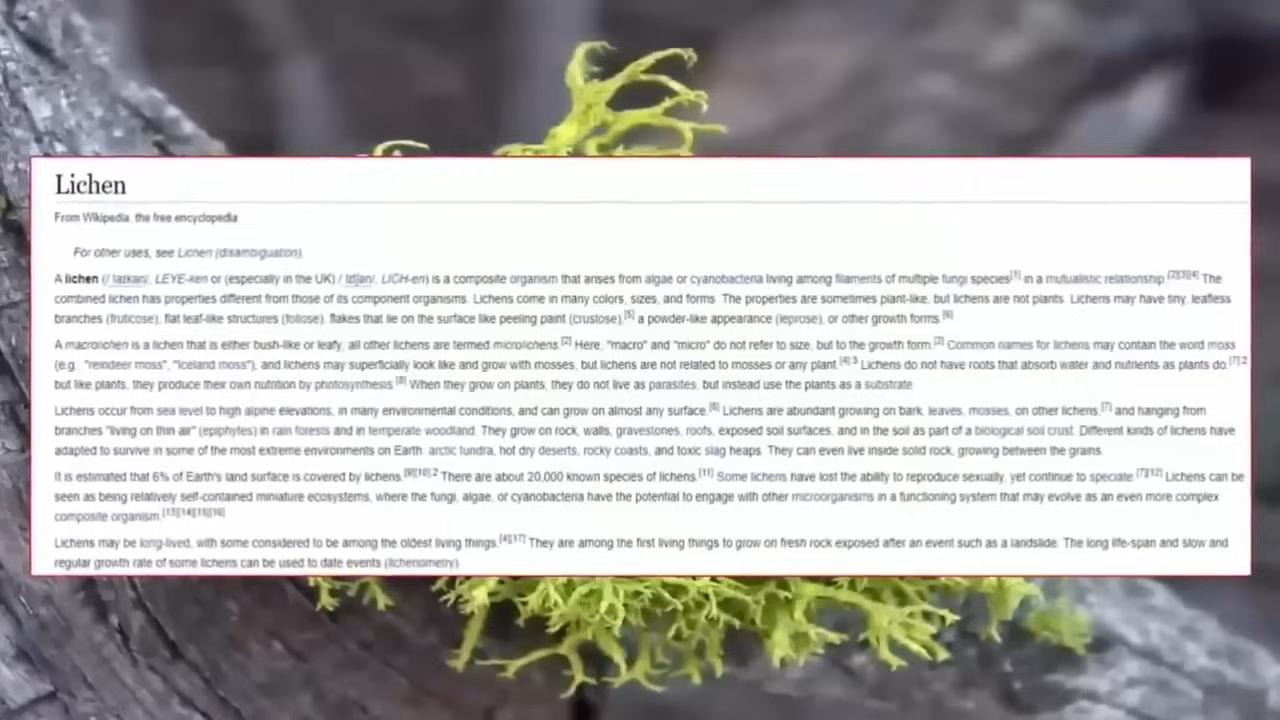 Lichen
From Wikipedia, the free encyclopedia
For other uses, see Lichen (disambiguation).
A lichen (/ˈlaɪkən/, LEYE-ken or (especially in the UK) /ˈlɪtʃən/, LICH-en) is a composite organism that arises from algae or cyanobacteria living among filaments of multiple fungi species[1] in a mutualistic relationship.[2][3][4] The
combined lichen has properties different from those of its component organisms. Lichens come in many colors, sizes, and forms. The properties are sometimes plant-like, but lichens are not plants. Lichens may have tiny, leafless
branches (fruticose), flat leaf-like structures (foliose), flakes that lie on the surface like peeling paint (crustose),[5] a powder-like appearance (leprose), or other growth forms.[6]
A macrolichen is a lichen that is either bush-like or leafy; all other lichens are termed microlichens.[2] Here, "macro" and "micro" do not refer to size, but to the growth form.[2] Common names for lichens may contain the word moss
(e.g., "reindeer moss", "Iceland moss"), and lichens may superficially look like and grow with mosses, but lichens are not related to mosses or any plant.[4]:3 Lichens do not have roots that absorb water and nutrients as plants do,[7]:2
but like plants, they produce their own nutrition by photosynthesis.[8] When they grow on plants, they do not live as parasites, but instead use the plants as a substrate
Lichens occur from sea level to high alpine elevations, in many environmental conditions, and can grow on almost any surface.[8] Lichens are abundant growing on bark, leaves, mosses, on other lichens,[7] and hanging from
branches "living on thin air" (epiphytes) in rain forests and in temperate woodland. They grow on rock, walls, gravestones, roofs, exposed soil surfaces, and in the soil as part of a biological soil crust. Different kinds of lichens have
adapted to survive in some of the most extreme environments on Earth: arctic tundra, hot dry deserts, rocky coasts, and toxic slag heaps. They can even live inside solid rock, growing between the grains.
It is estimated that 6% of Earth's land surface is covered by lichens.[9][10]:2 There are about 20,000 known species of lichens.[11] Some lichens have lost the ability to reproduce sexually, yet continue to speciate.[7][12] Lichens can be
seen as being relatively self-contained miniature ecosystems, where the fungi, algae, or cyanobacteria have the potential to engage with other microorganisms in a functioning system that may evolve as an even more complex
composite organism.[13][14][15][16]
Lichens may be long-lived, with some considered to be among the oldest living things.[4][17] They are among the first living things to grow on fresh rock exposed after an event such as a landslide. The long life-span and slow and
regular growth rate of some lichens can be used to date events (lichenometry)